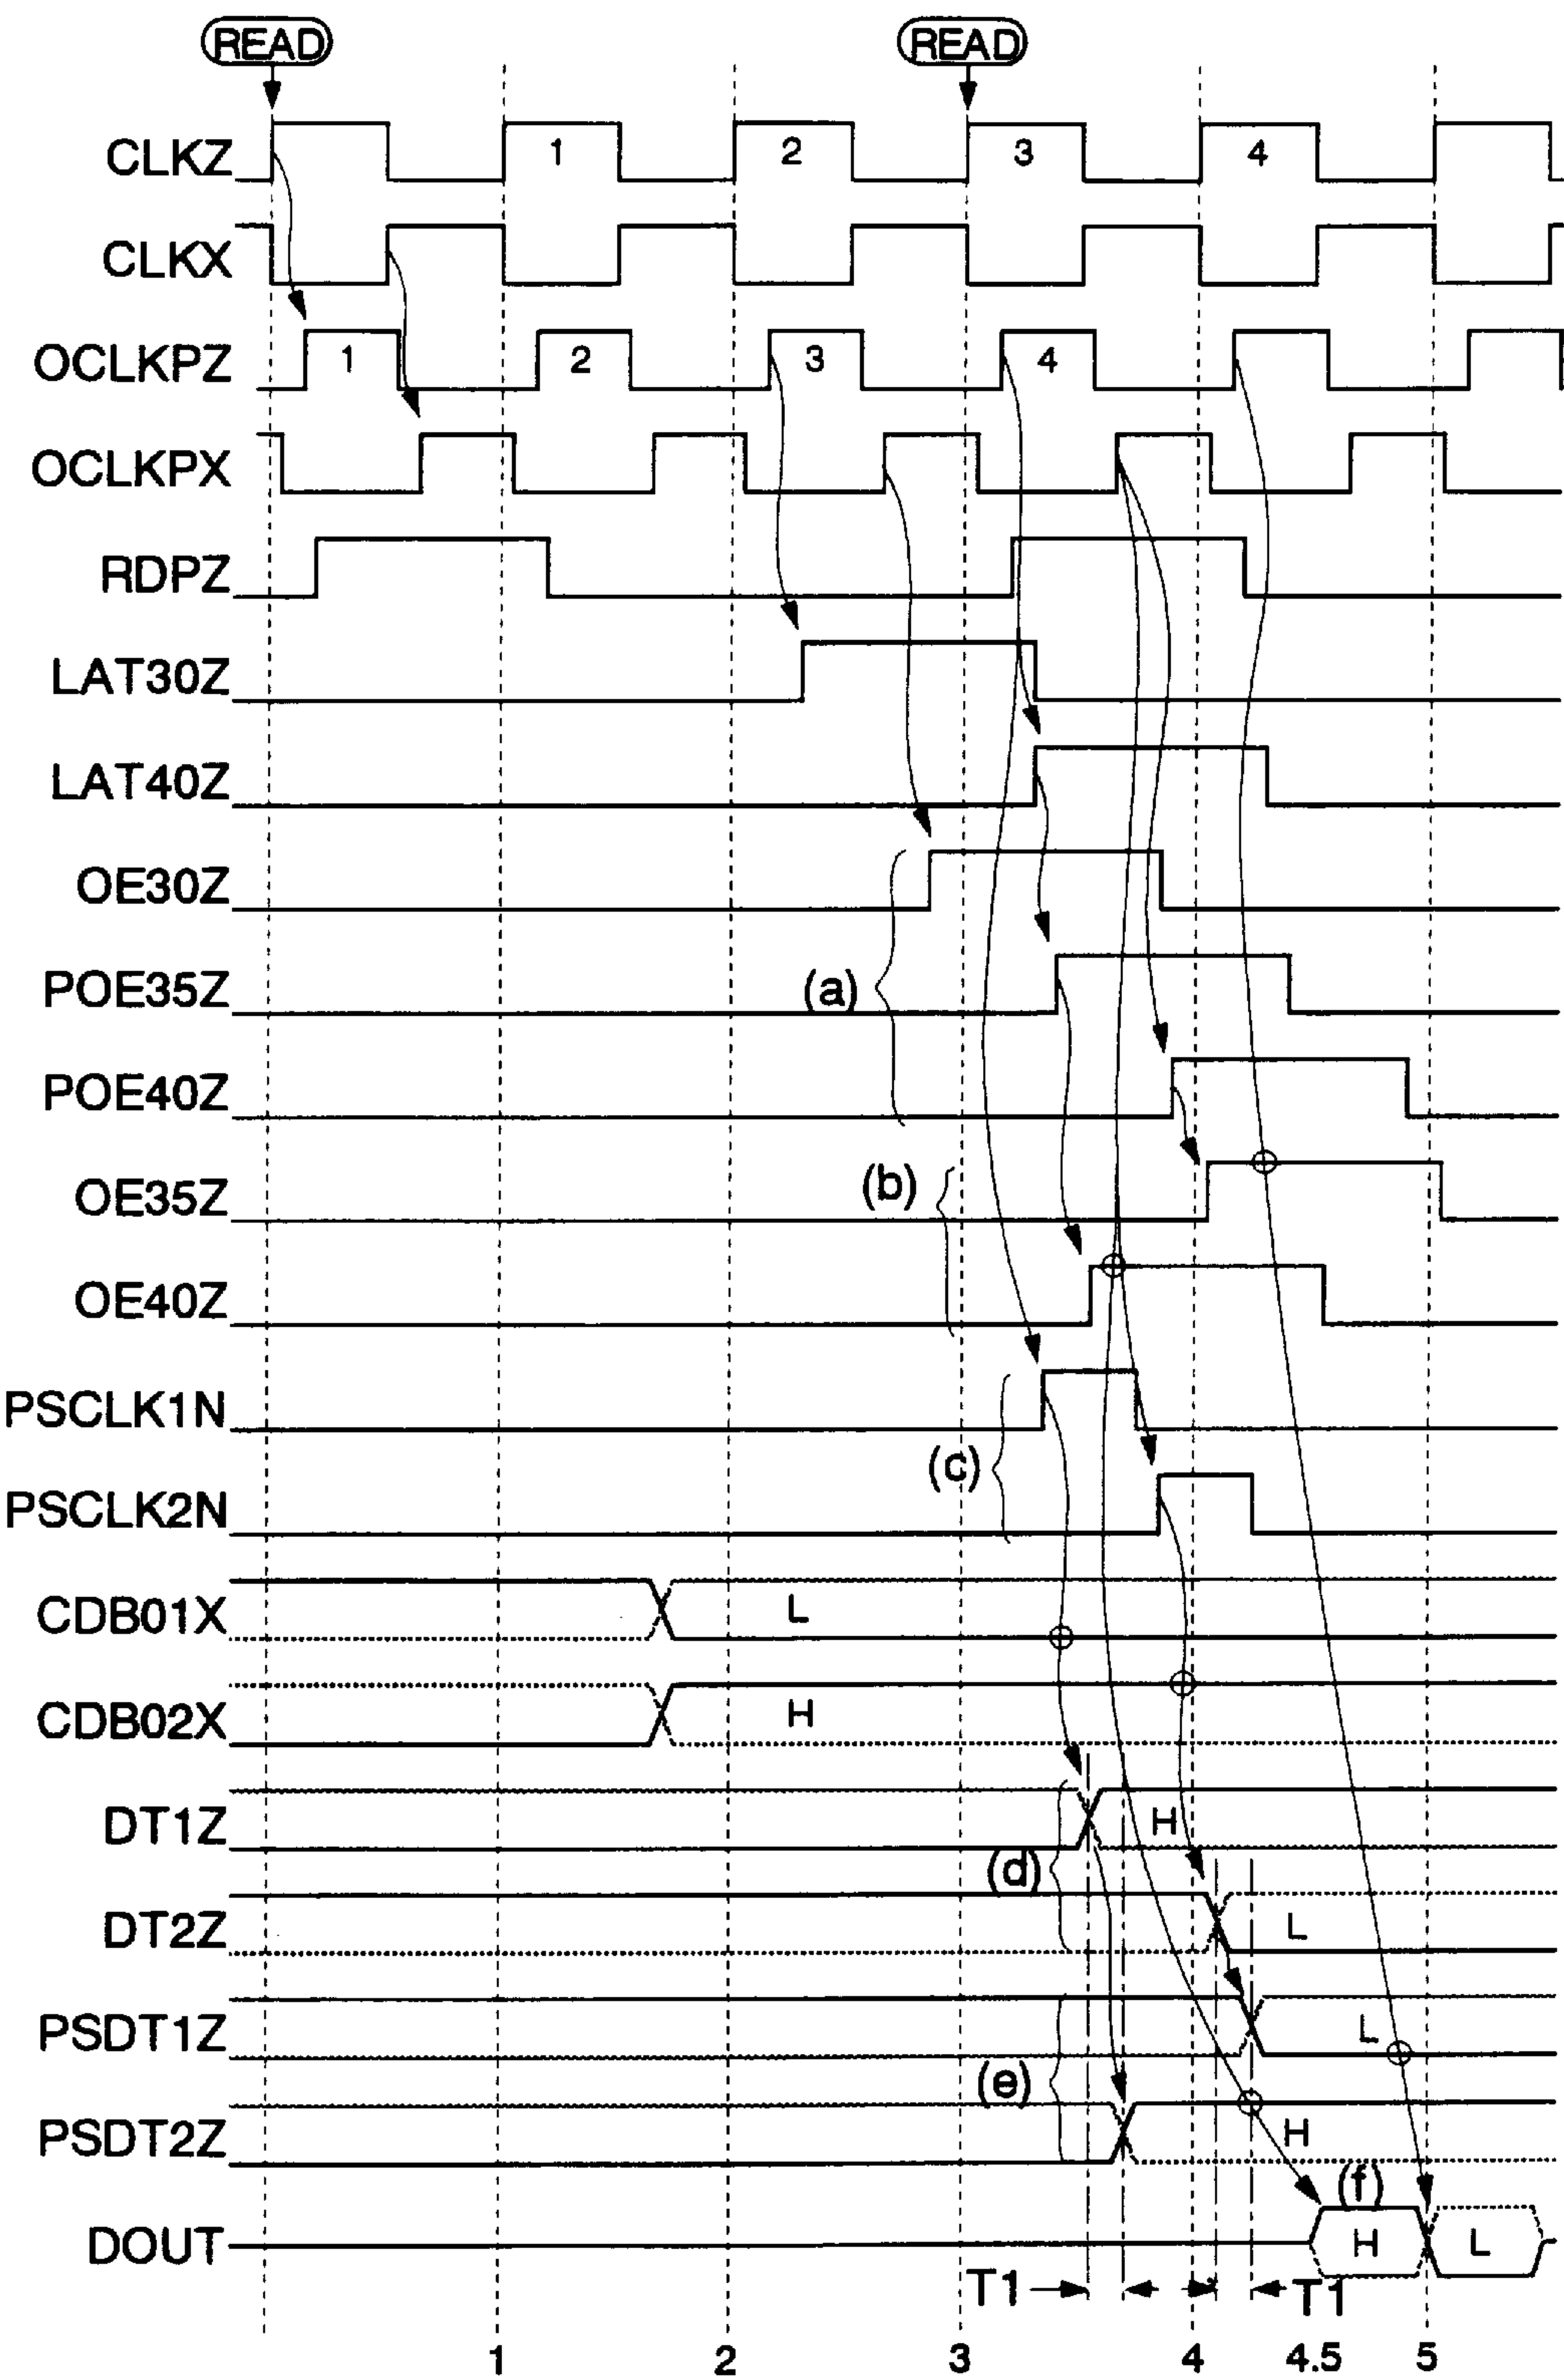 READ READ
CLKZ 1 2 3 4
CLKX
OCLKPZ 1 2 3 4
OCLKPX
RDPZ
LAT30Z
LAT40Z
OE30Z
POE35Z (a)
POE40Z
OE35Z (b)
OE40Z
PSCLK1N
(c)
PSCLK2N
CDB01X L
CDB02X H
DT1Z H
(d)
DT2Z L
PSDT1Z L
(e)
PSDT2Z H
(f)
DOUT H L
T1 T1
1 2 3 4 4.5 5